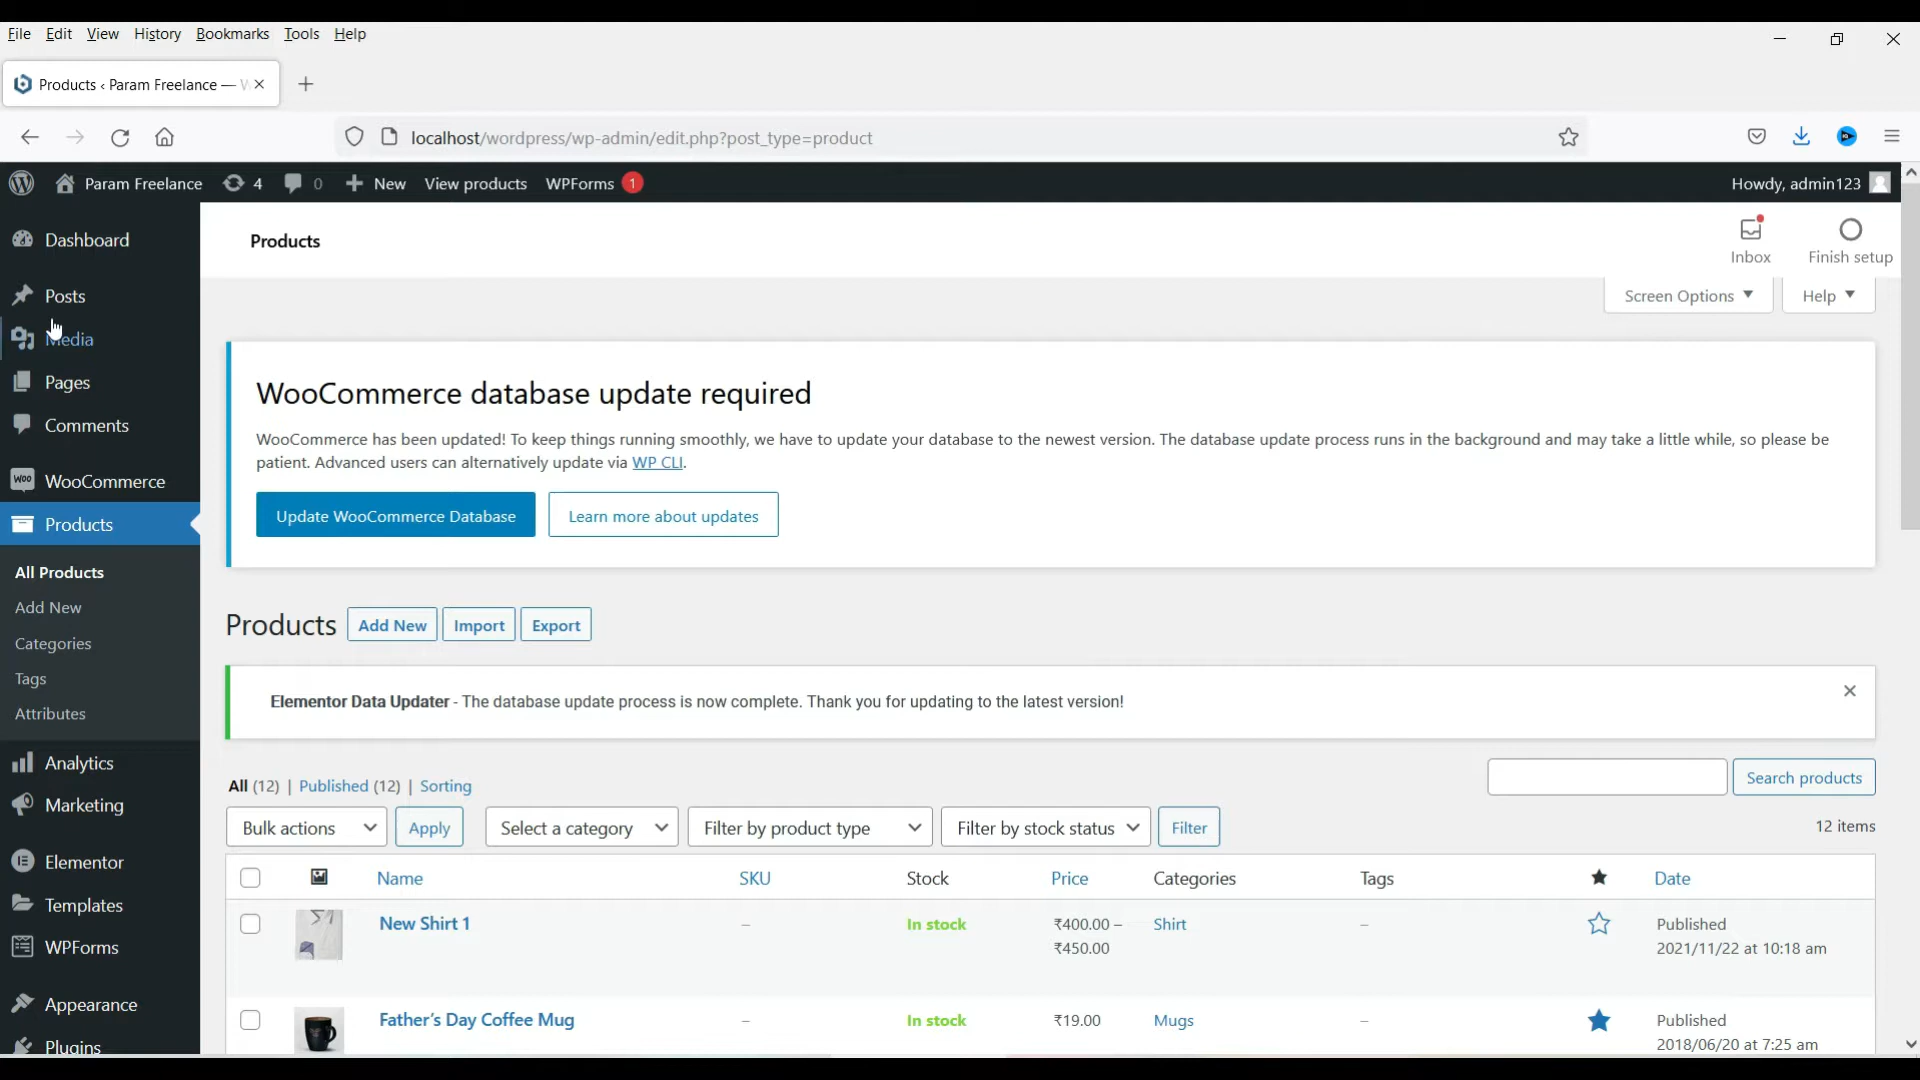 File Edit View History Bookmarks Tools Help
Products ‹ Param Freelance —
localhost/wordpress/wp-admin/edit.php?post_type=product
Param Freelance 4 0 New View products WPForms 1 Howdy, admin123
Dashboard
Posts
Media
Pages
Comments
WooCommerce
Products
All Products
Add New
Categories
Tags
Attributes
Analytics
Marketing
Elementor
Templates
WPForms
Appearance
Plugins
Products
Inbox
Finish setup
Screen Options
Help
WooCommerce database update required
WooCommerce has been updated! To keep things running smoothly, we have to update your database to the newest version. The database update process runs in the background and may take a little while, so please be
patient. Advanced users can alternatively update via WP CLI.
Update WooCommerce Database Learn more about updates
Products Add New Import Export
Elementor Data Updater - The database update process is now complete. Thank you for updating to the latest version!
All (12) | Published (12) | Sorting
Search products
Bulk actions Apply Select a category Filter by product type Filter by stock status Filter 12 items
Name SKU Stock Price Categories Tags Date
New Shirt 1 – In stock ₹400.00 – Shirt – Published
₹450.00 2021/11/22 at 10:18 am
Father's Day Coffee Mug – In stock ₹19.00 Mugs – Published
2018/06/20 at 7:25 am